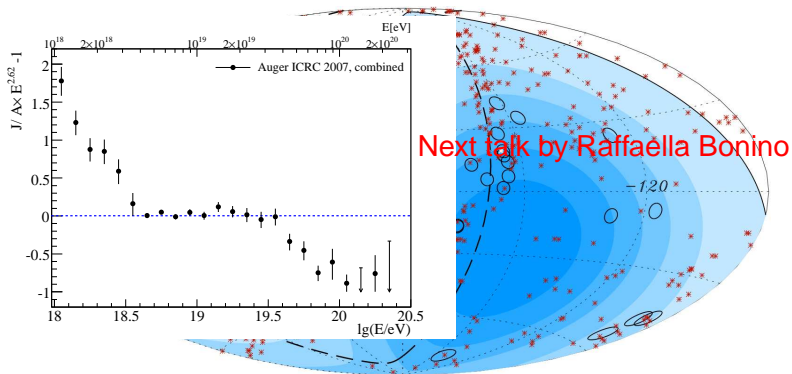 E[eV]
10^18 2×10^18 10^19 2×10^19 10^20 2×10^20
J/ A× E^2.62 -1
Auger ICRC 2007, combined
2
1.5
1
0.5
0
-0.5
-1
18 18.5 19 19.5 20 20.5
lg(E/eV)
Next talk by Raffaella Bonino
-120